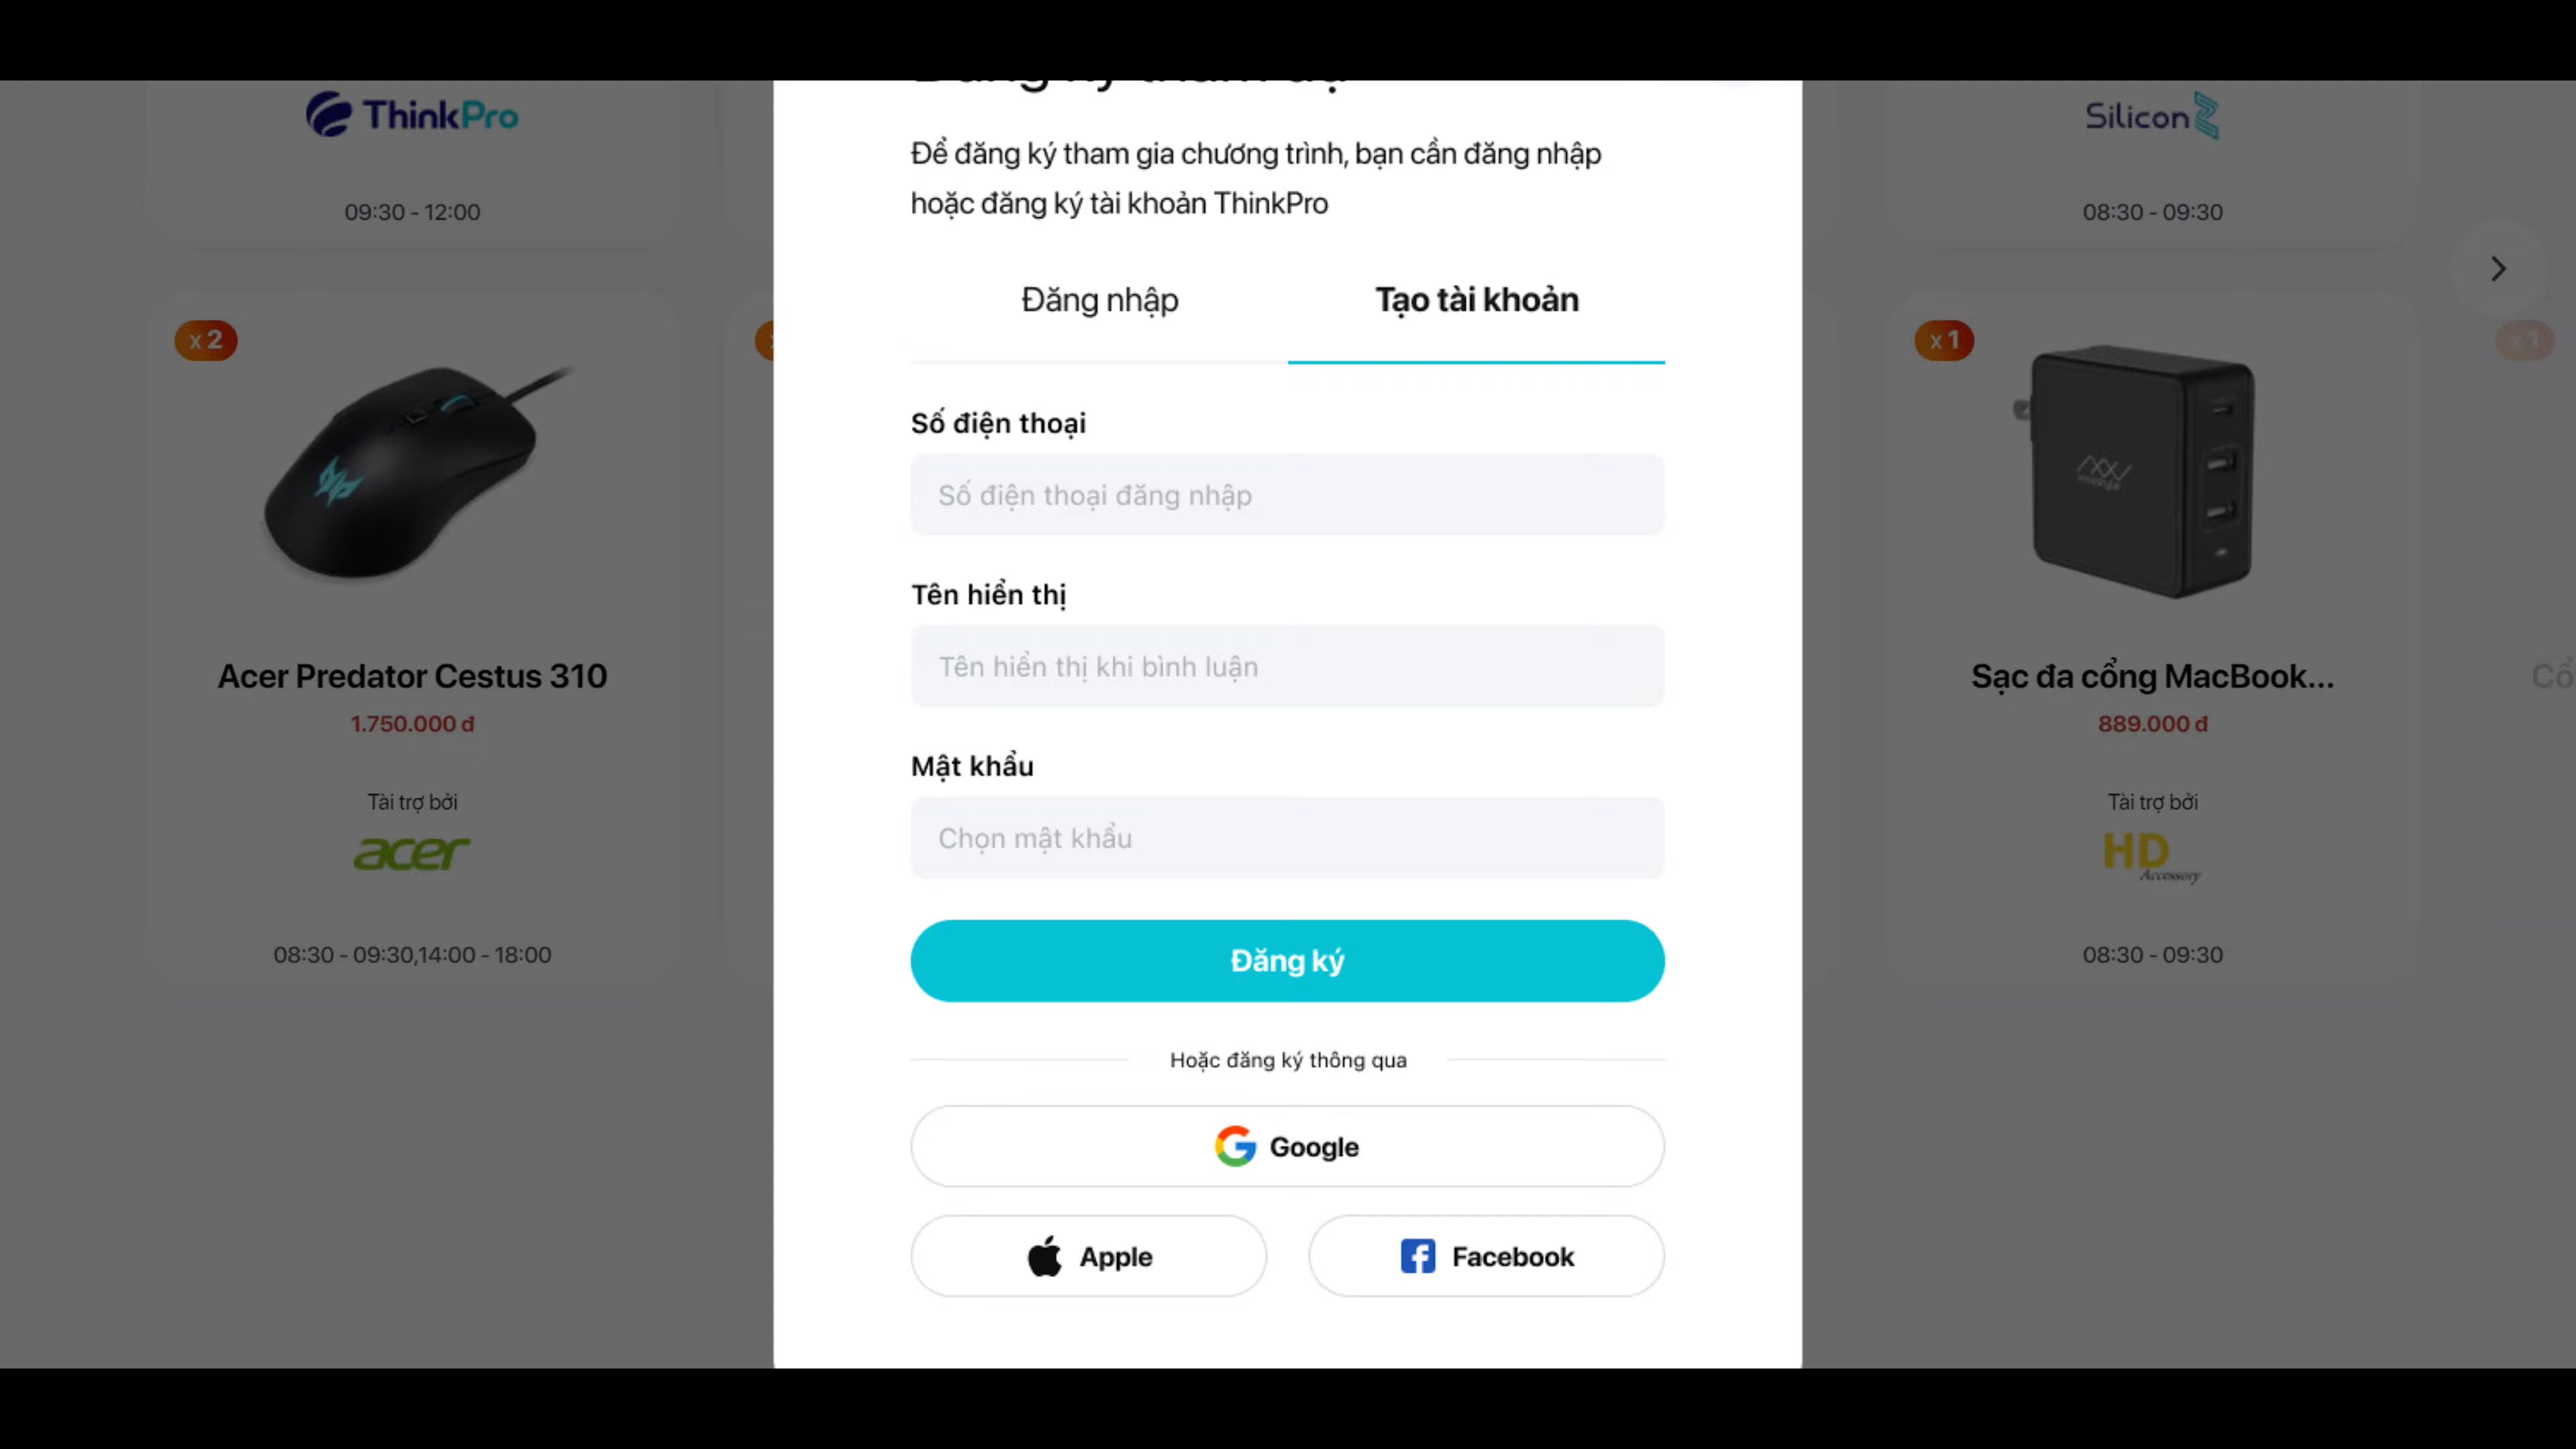 ThinkPro
09:30 - 12:00
x 2
Acer Predator Cestus 310
1.750.000 đ
Tài trợ bởi
acer
08:30 - 09:30,14:00 - 18:00
Để đăng ký tham gia chương trình, bạn cần đăng nhập
hoặc đăng ký tài khoản ThinkPro
Đăng nhập
Tạo tài khoản
Số điện thoại
Số điện thoại đăng nhập
Tên hiển thị
Tên hiển thị khi bình luận
Mật khẩu
Chọn mật khẩu
Đăng ký
Hoặc đăng ký thông qua
Google
Apple
Facebook
SiliconZ
08:30 - 09:30
x 1
Sạc đa cổng MacBook...
889.000 đ
Tài trợ bởi
HD
Accessory
08:30 - 09:30
x 1